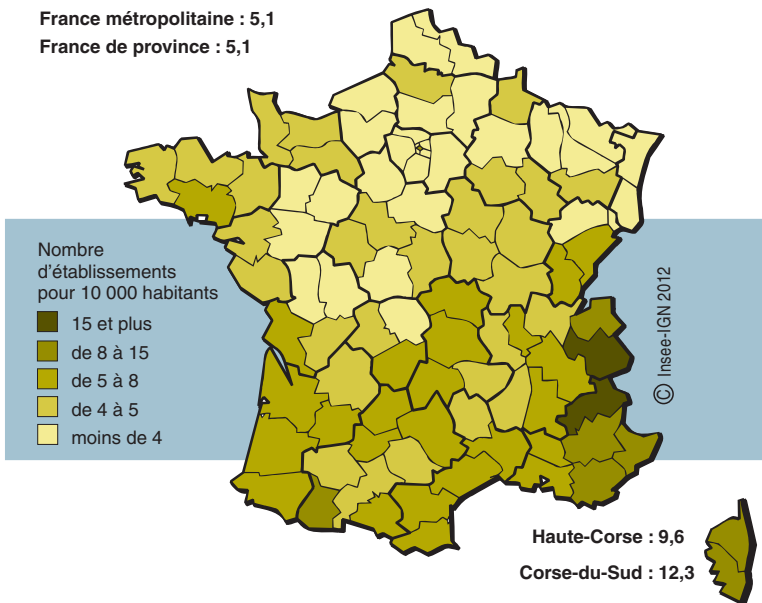 France métropolitaine : 5,1
France de province : 5,1
Nombre
d'établissements
pour 10 000 habitants
15 et plus
de 8 à 15
de 5 à 8
de 4 à 5
moins de 4
© Insee-IGN 2012
Haute-Corse : 9,6
Corse-du-Sud : 12,3